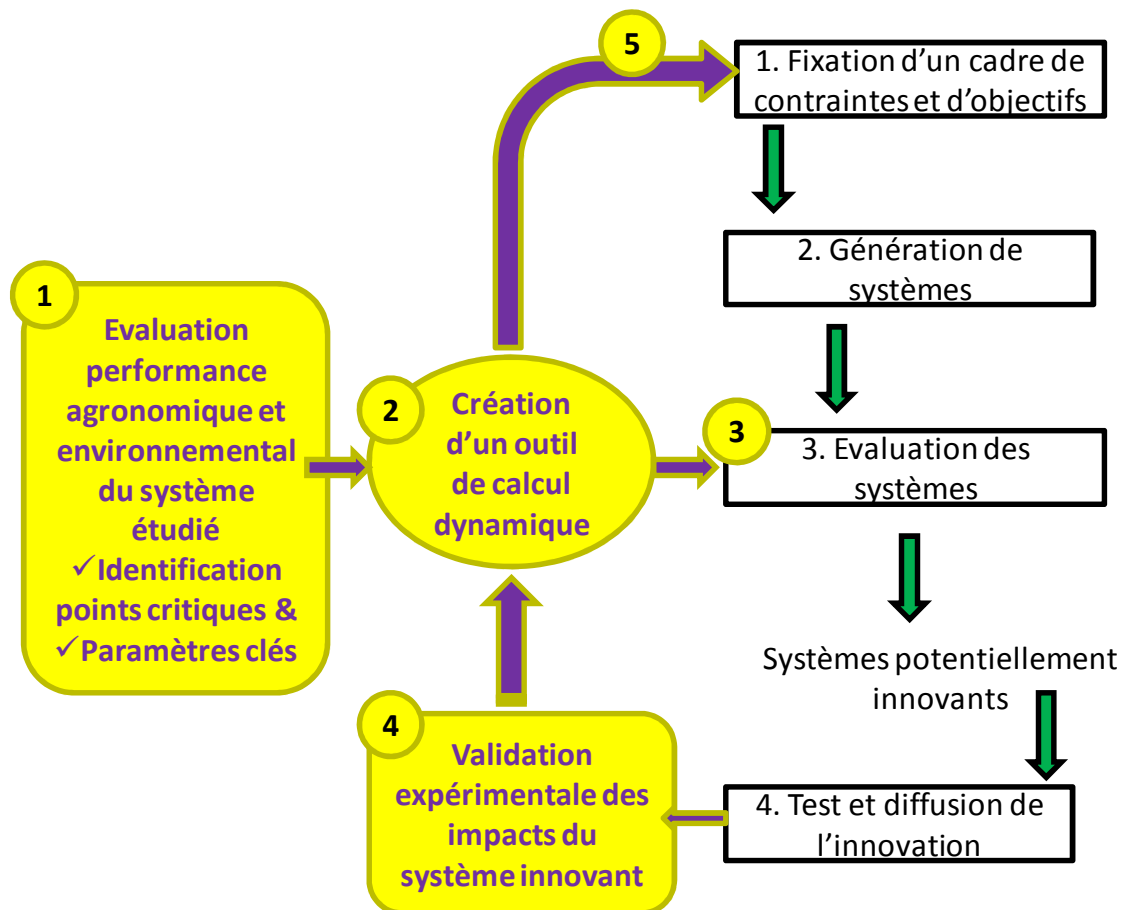 5
1. Fixation d'un cadre de
contraintes et d'objectifs
2. Génération de
systèmes
1
Evaluation
performance
agronomique et
environnemental
du système
étudié
✓Identification
points critiques &
✓Paramètres clés
2
Création
d'un outil
de calcul
dynamique
3
3. Evaluation des
systèmes
Systèmes potentiellement
innovants
4
Validation
expérimentale des
impacts du
système innovant
4. Test et diffusion de
l'innovation